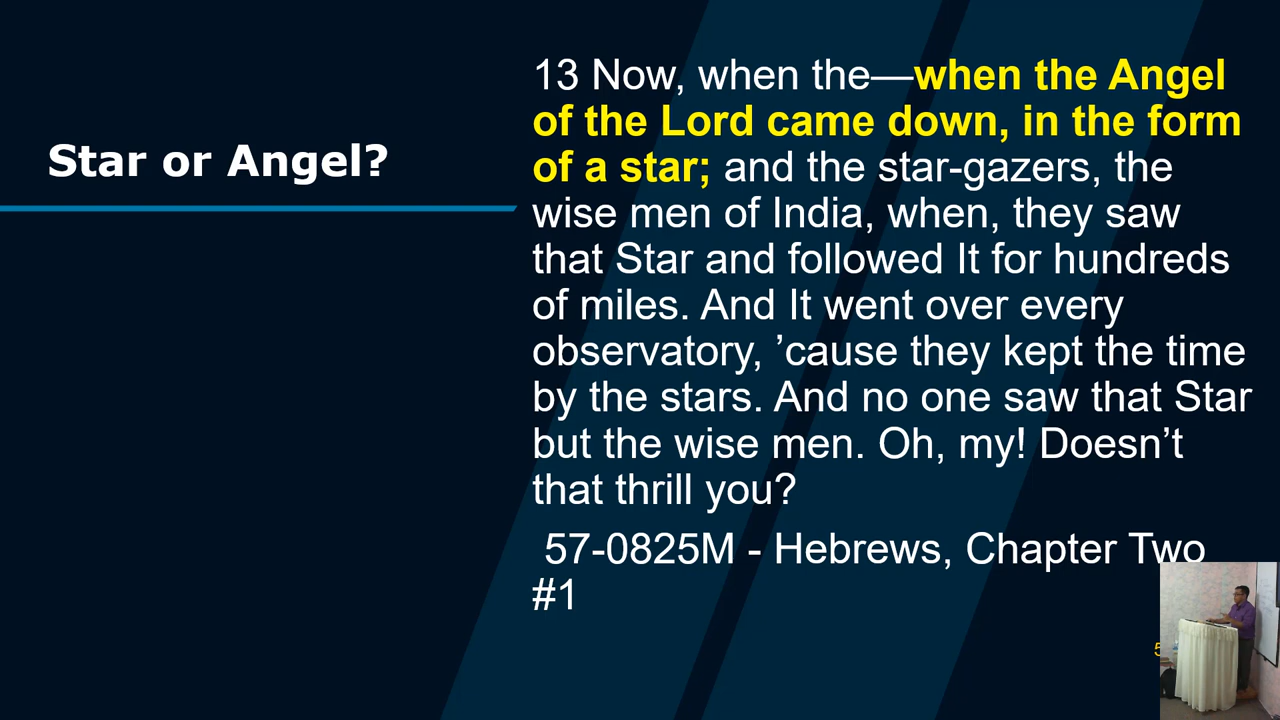 Star or Angel?
13 Now, when the—when the Angel
of the Lord came down, in the form
of a star; and the star-gazers, the
wise men of India, when, they saw
that Star and followed It for hundreds
of miles. And It went over every
observatory, ’cause they kept the time
by the stars. And no one saw that Star
but the wise men. Oh, my! Doesn’t
that thrill you?
57-0825M - Hebrews, Chapter Two
#1